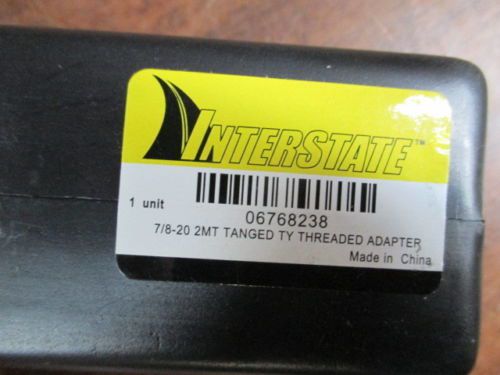 INTERSTATE™
1 unit
06768238
7/8-20 2MT TANGED TY THREADED ADAPTER
Made in China